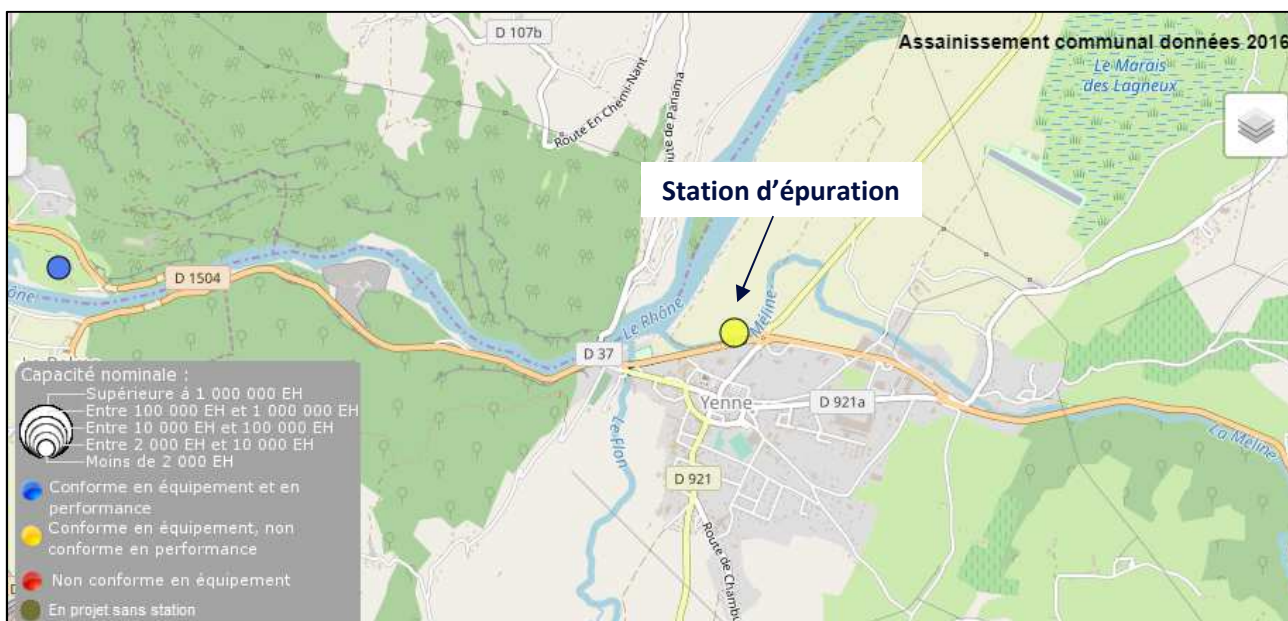 D 107b
Assainissement communal données 2016
Le Marais
des Lagneux
Route En Chemi-Nant
Route de Panama
Station d'épuration
D 1504
Le Rhône
Méline
D 37
Yenne
D 921a
Le Flon
La Méline
D 921
Route de Chambu
Capacité nominale :
Supérieure à 1 000 000 EH
Entre 100 000 EH et 1 000 000 EH
Entre 10 000 EH et 100 000 EH
Entre 2 000 EH et 10 000 EH
Moins de 2 000 EH
Conforme en équipement et en
performance
Conforme en équipement, non
conforme en performance
Non conforme en équipement
En projet sans station